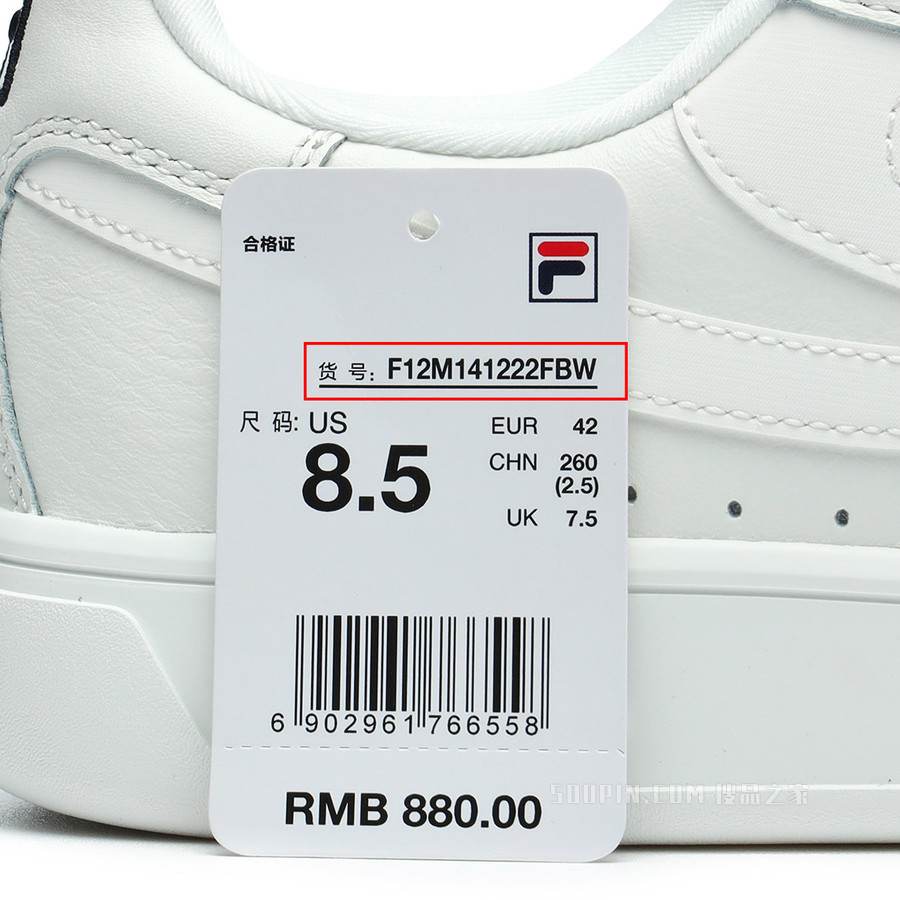 合格证
货 号: F12M141222FBW
尺 码: US
8.5
EUR 42
CHN 260
(2.5)
UK 7.5
6 902961 766558
RMB 880.00
SOUPIN.COM 搜品之家